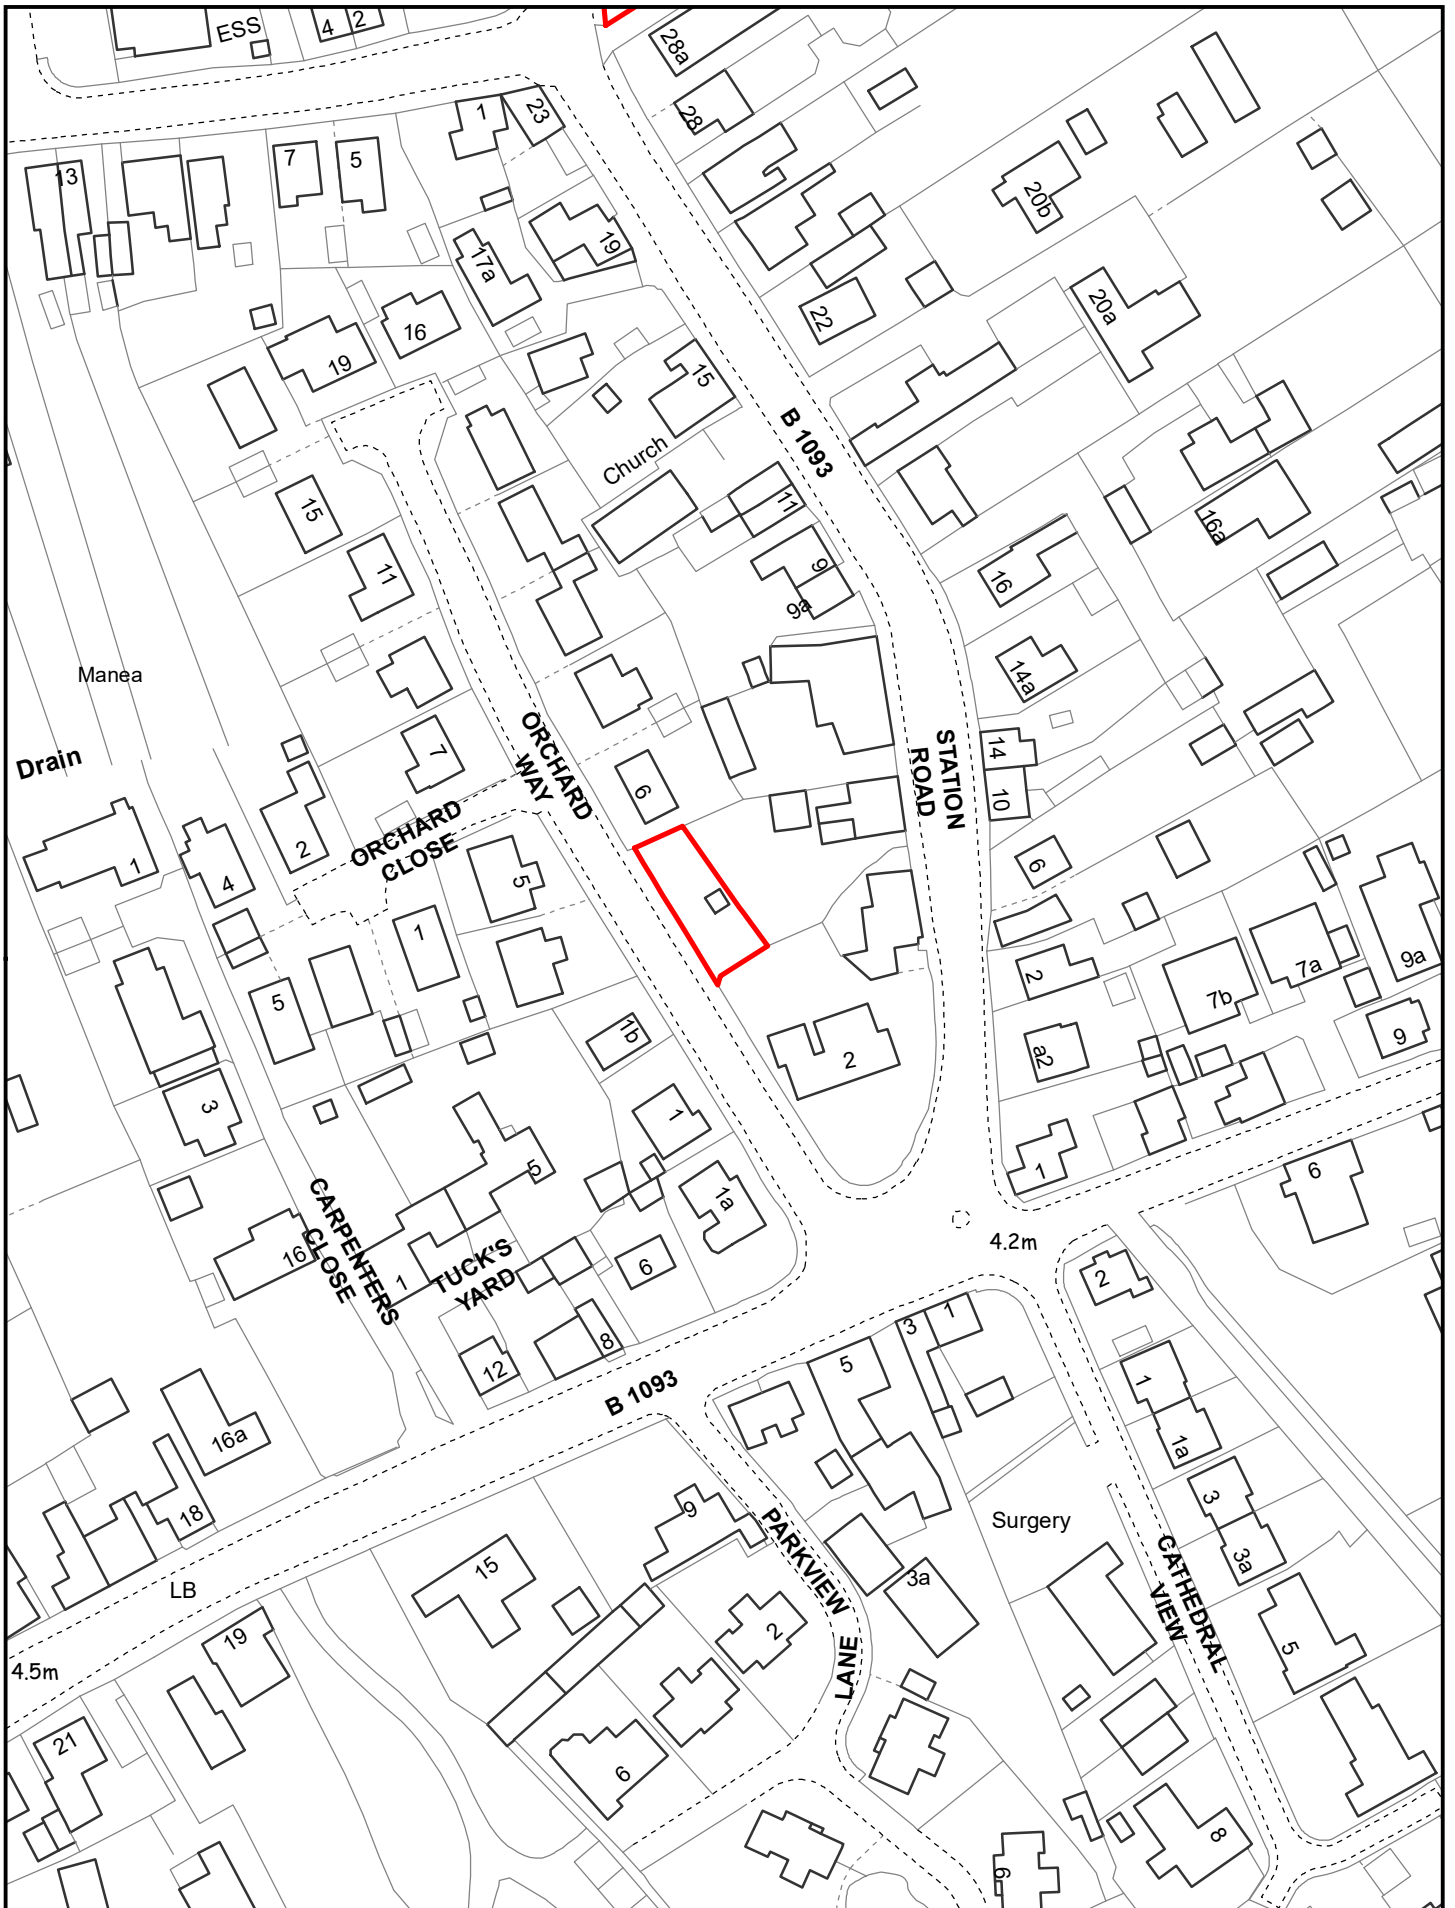 ESS
4
2
28a
28
1
23
7
5
13
20b
19
17a
20a
22
16
19
15
B 1093
Church
11
15
16a
9
11
9a
16
14a
Manea
ORCHARD
WAY
STATION
ROAD
14
7
Drain
6
10
ORCHARD
CLOSE
2
1
4
5
6
1
2
7a
9a
7b
5
1b
2
a2
9
3
1
5
1a
1
6
CARPENTERS
CLOSE
16
1
TUCK'S
YARD
6
4.2m
2
8
12
3
1
5
B 1093
1
16a
1a
18
9
3
Surgery
PARKVIEW
LANE
CATHEDRAL
VIEW
15
3a
3a
LB
19
2
5
4.5m
21
6
8
6